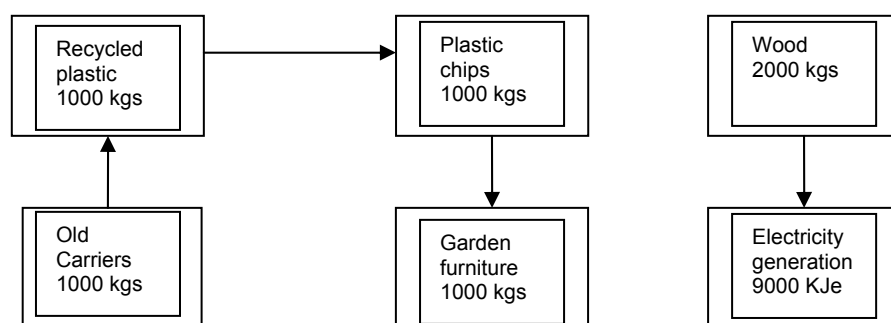 Recycled
plastic
1000 kgs
Plastic
chips
1000 kgs
Wood
2000 kgs
Old
Carriers
1000 kgs
Garden
furniture
1000 kgs
Electricity
generation
9000 KJe